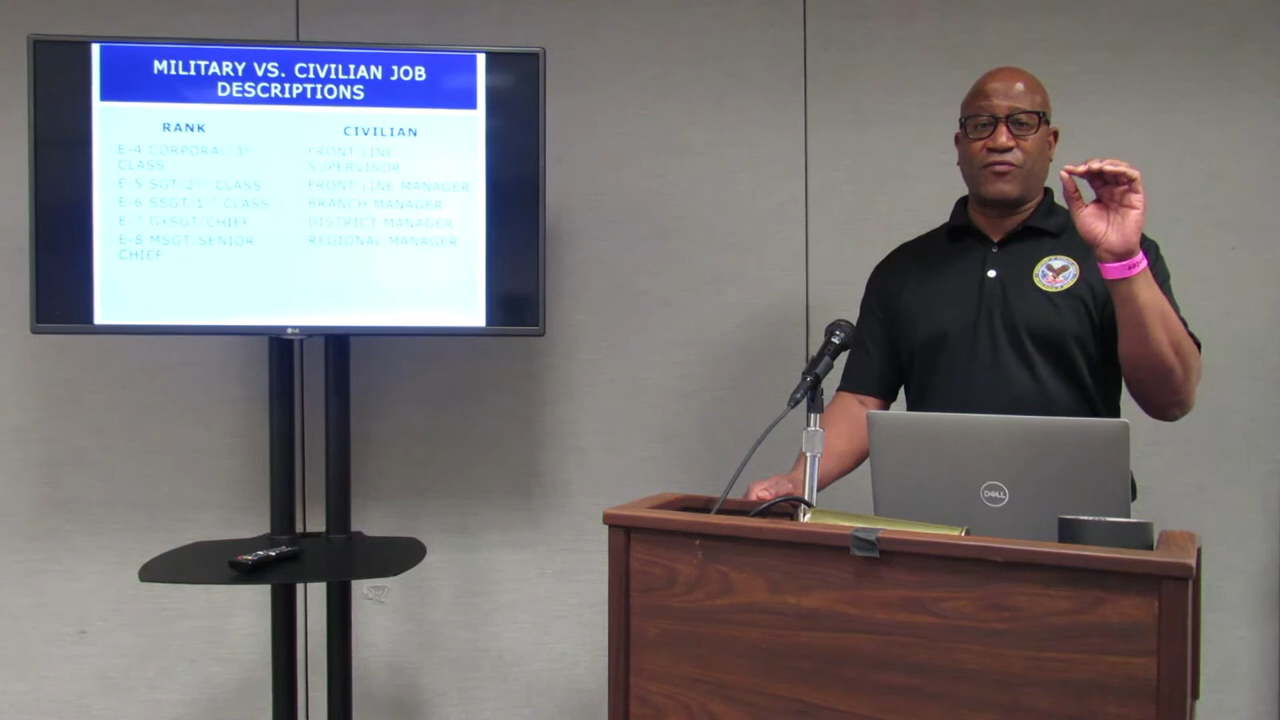 MILITARY VS. CIVILIAN JOB
DESCRIPTIONS
RANK
E-4 CORPORAL/3RD
CLASS
E-5 SGT/2ND CLASS
E-6 SSGT/1ST CLASS
E-7 GYSGT/CHIEF
E-8 MSGT/SENIOR
CHIEF
CIVILIAN
FRONT LINE
SUPERVISOR
FRONT LINE MANAGER
BRANCH MANAGER
DISTRICT MANAGER
REGIONAL MANAGER
LG
DELL